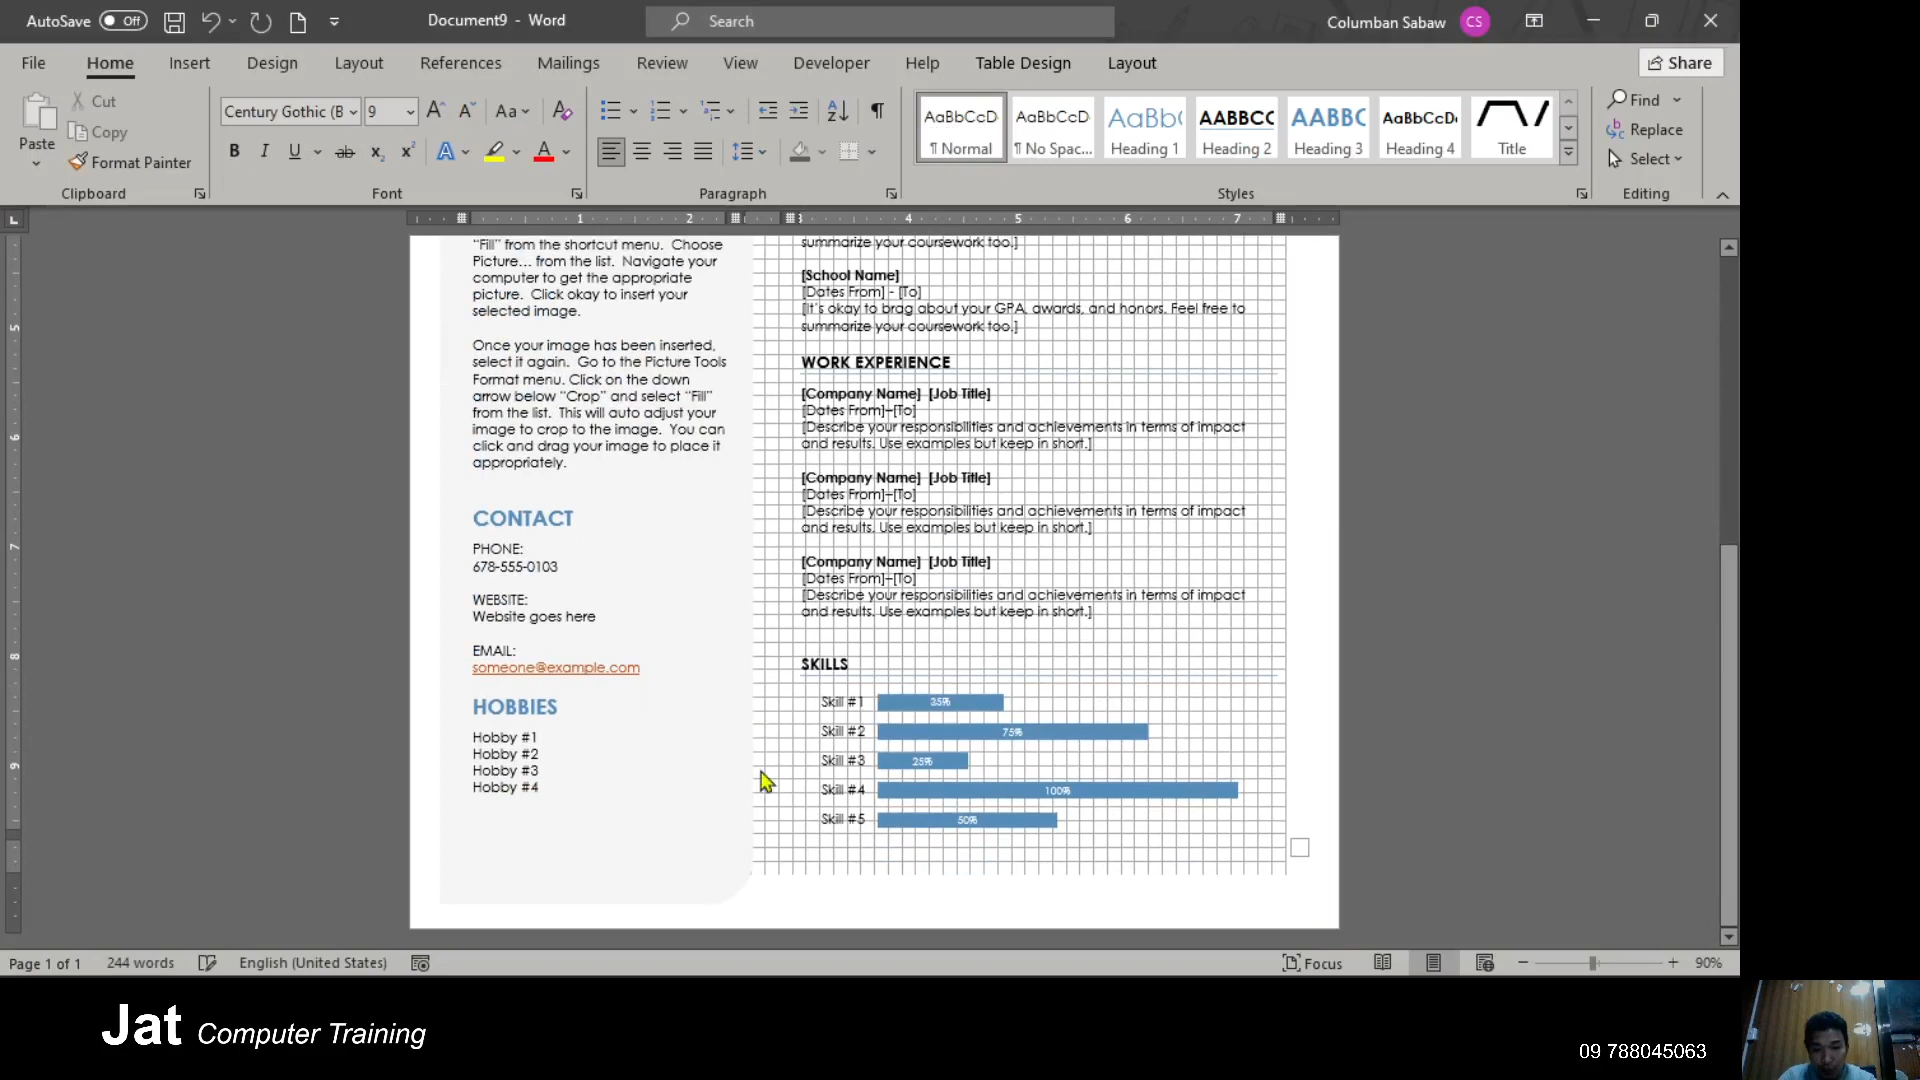 AutoSave Off Document9 - Word Search Columban Sabaw CS
File Home Insert Design Layout References Mailings Review View Developer Help Table Design Layout Share
Paste Cut Copy Format Painter Clipboard
Century Gothic (B 9 Font
Paragraph
AaBbCcD ¶ Normal
AaBbCcD ¶ No Spac...
AaBb( Heading 1
AABBCC Heading 2
AABBC Heading 3
AaBbCcD Heading 4
Title
Styles
Find
Replace
Select
Editing
1 2 3 4 5 6 7
5
6
7
8
9
"Fill" from the shortcut menu. Choose
Picture… from the list. Navigate your
computer to get the appropriate
picture. Click okay to insert your
selected image.
Once your image has been inserted,
select it again. Go to the Picture Tools
Format menu. Click on the down
arrow below "Crop" and select "Fill"
from the list. This will auto adjust your
image to crop to the image. You can
click and drag your image to place it
appropriately.
CONTACT
PHONE:
678-555-0103
WEBSITE:
Website goes here
EMAIL:
someone@example.com
HOBBIES
Hobby #1
Hobby #2
Hobby #3
Hobby #4
summarize your coursework too.]
[School Name]
[Dates From] - [To]
[It's okay to brag about your GPA, awards, and honors. Feel free to
summarize your coursework too.]
WORK EXPERIENCE
[Company Name] [Job Title]
[Dates From]–[To]
[Describe your responsibilities and achievements in terms of impact
and results. Use examples but keep in short.]
[Company Name] [Job Title]
[Dates From]–[To]
[Describe your responsibilities and achievements in terms of impact
and results. Use examples but keep in short.]
[Company Name] [Job Title]
[Dates From]–[To]
[Describe your responsibilities and achievements in terms of impact
and results. Use examples but keep in short.]
SKILLS
Skill #1 35%
Skill #2 75%
Skill #3 25%
Skill #4 100%
Skill #5 50%
Page 1 of 1 244 words English (United States) Focus 90%
Jat Computer Training
09 788045063